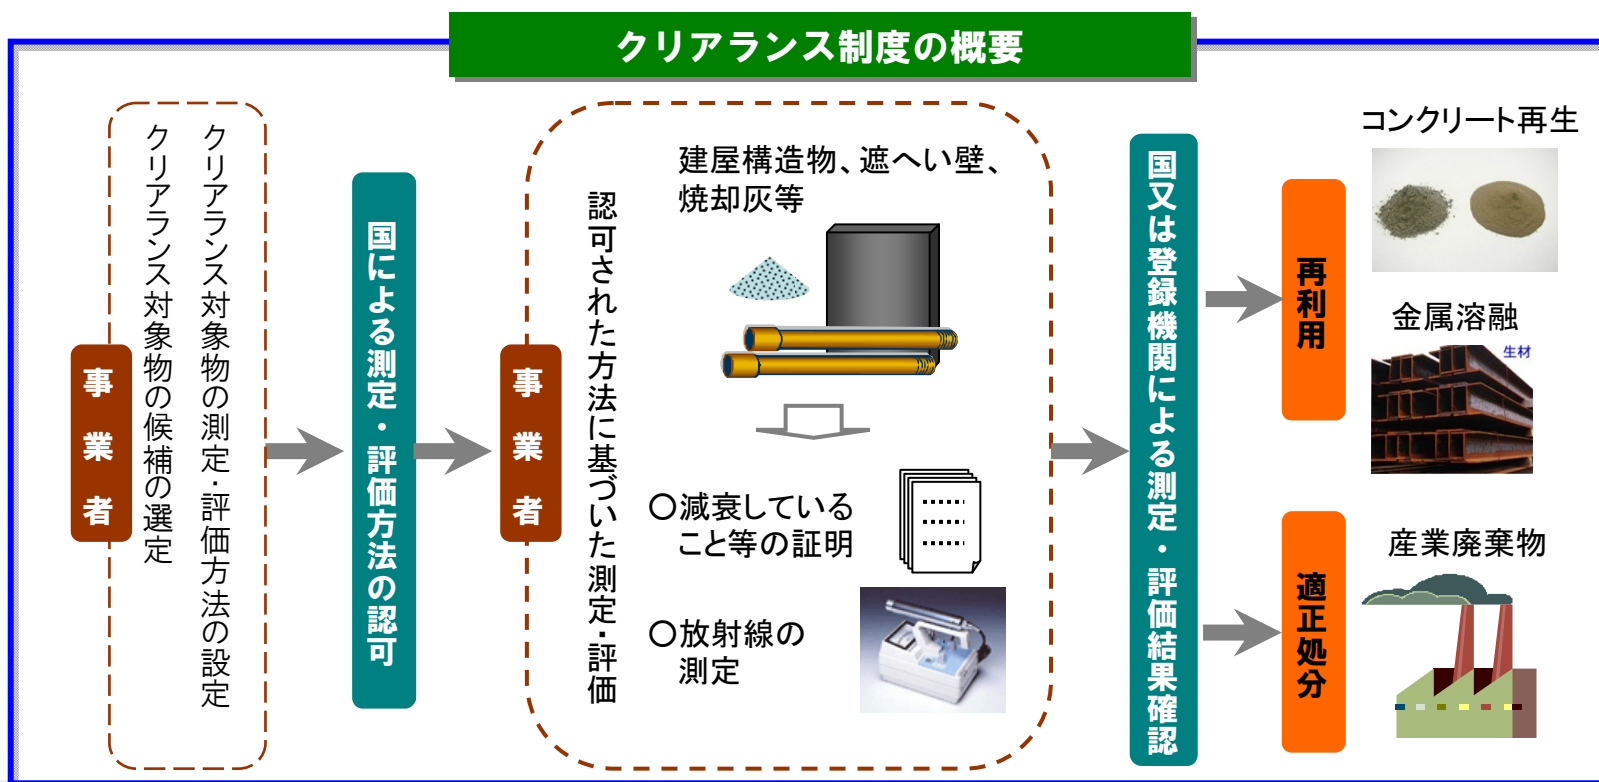 クリアランス制度の概要
事業者
クリアランス対象物の測定・評価方法の設定
クリアランス対象物の候補の選定
国による測定・評価方法の認可
事業者
認可された方法に基づいた測定・評価
建屋構造物、遮へい壁、
焼却灰等
〇減衰している
こと等の証明
〇放射線の
測定
国又は登録機関による測定・評価結果確認
再利用
コンクリート再生
金属溶融
生材
適正処分
産業廃棄物